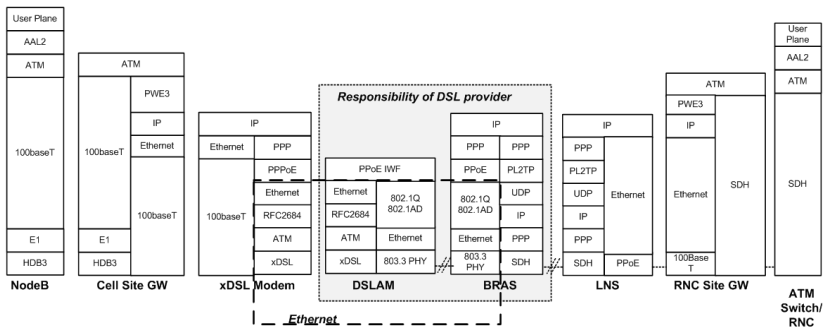 User Plane
AAL2
ATM
100baseT
E1
HDB3
NodeB
ATM
100baseT
E1
HDB3
PWE3
IP
Ethernet
100baseT
Cell Site GW
IP
Ethernet
100baseT
PPP
PPPoE
Ethernet
RFC2684
ATM
xDSL
xDSL Modem
Responsibility of DSL provider
PPoE IWF
Ethernet
RFC2684
ATM
xDSL
802.1Q
802.1AD
Ethernet
803.3 PHY
DSLAM
IP
PPP
PPoE
802.1Q
802.1AD
Ethernet
803.3
PHY
PPP
PL2TP
UDP
IP
PPP
SDH
BRAS
Ethernet
IP
PPP
PL2TP
UDP
IP
PPP
SDH
Ethernet
PPoE
LNS
ATM
PWE3
IP
Ethernet
100Base
T
SDH
RNC Site GW
User
Plane
AAL2
ATM
SDH
ATM
Switch/
RNC